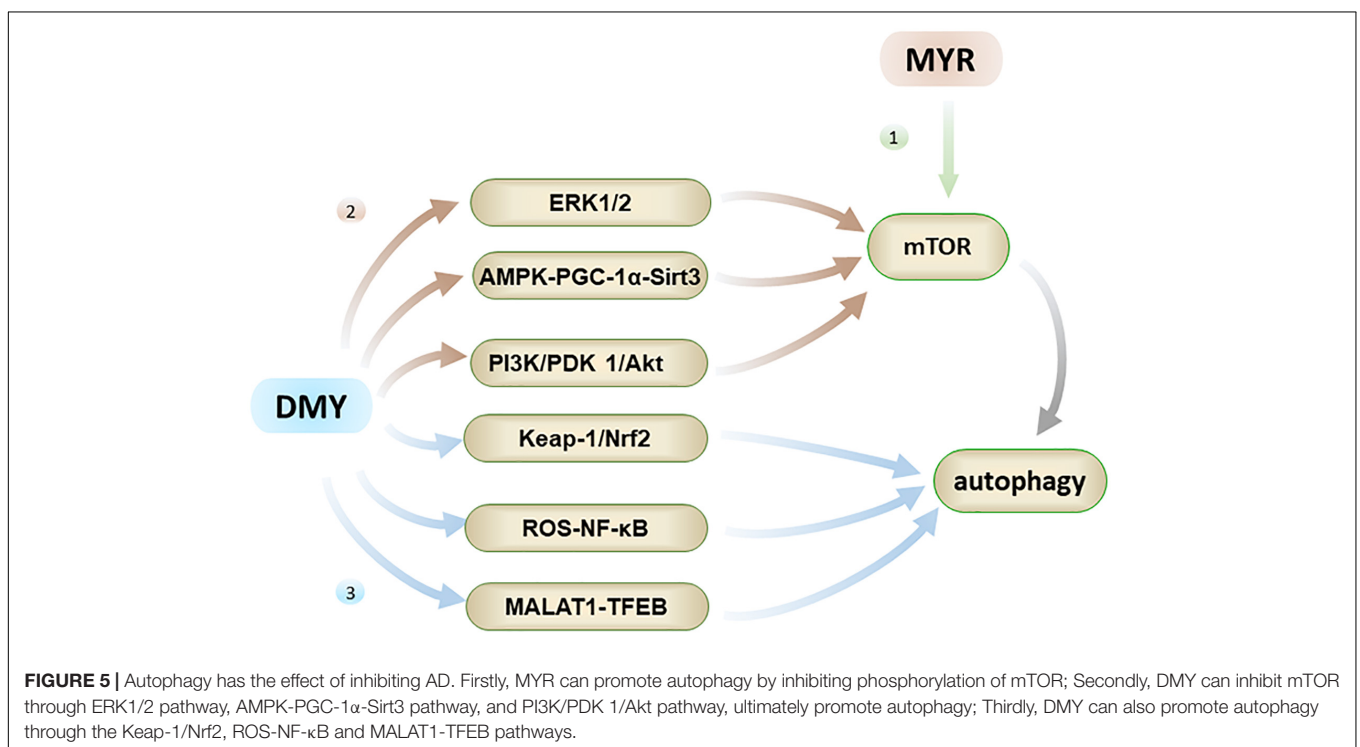 MYR
1
2
ERK1/2
mTOR
AMPK-PGC-1α-Sirt3
PI3K/PDK 1/Akt
DMY
Keap-1/Nrf2
autophagy
ROS-NF-κB
3
MALAT1-TFEB
FIGURE 5 | Autophagy has the effect of inhibiting AD. Firstly, MYR can promote autophagy by inhibiting phosphorylation of mTOR; Secondly, DMY can inhibit mTOR
through ERK1/2 pathway, AMPK-PGC-1α-Sirt3 pathway, and PI3K/PDK 1/Akt pathway, ultimately promote autophagy; Thirdly, DMY can also promote autophagy
through the Keap-1/Nrf2, ROS-NF-κB and MALAT1-TFEB pathways.